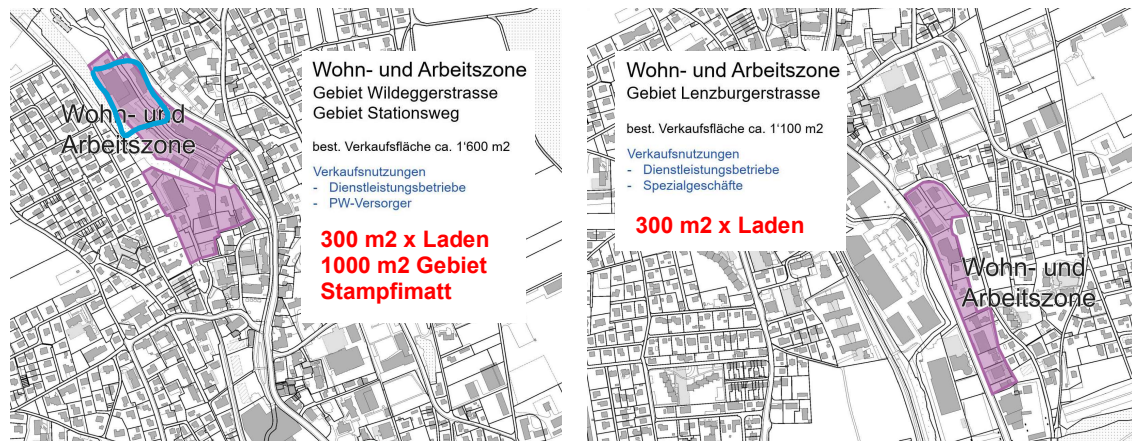 Wohn- und Arbeitszone
Gebiet Wildeggerstrasse
Gebiet Stationsweg
best. Verkaufsfläche ca. 1‘600 m2
Verkaufsnutzungen
- Dienstleistungsbetriebe
- PW-Versorger
300 m2 x Laden
1000 m2 Gebiet
Stampfimatt
Wohn- und
Arbeitszone
Wohn- und Arbeitszone
Gebiet Lenzburgerstrasse
best. Verkaufsfläche ca. 1‘100 m2
Verkaufsnutzungen
- Dienstleistungsbetriebe
- Spezialgeschäfte
300 m2 x Laden
Wohn- und
Arbeitszone